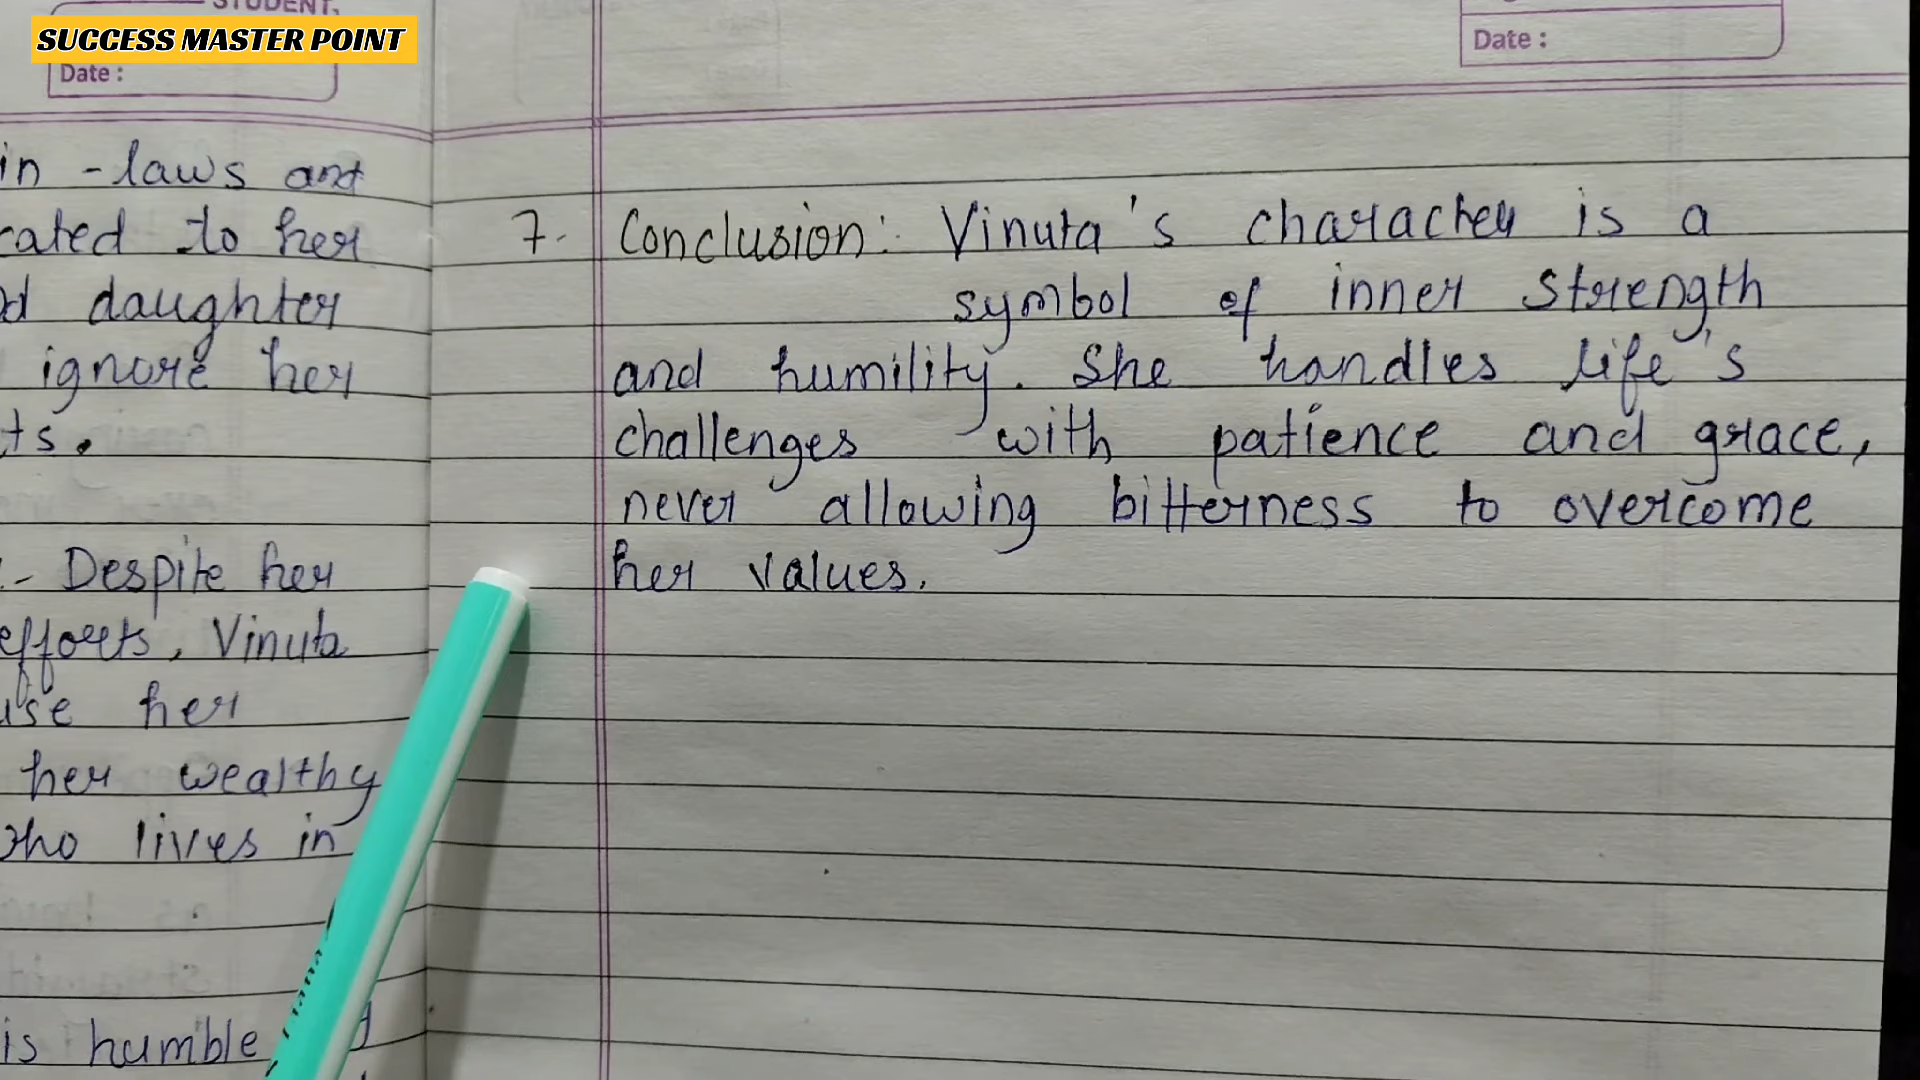 STUDENT,
SUCCESS MASTER POINT
Date :
in - laws and
cated to her
daughter
ignore her
ts.
- Despite her
efforts, Vinuta
use her
her wealthy
who lives in
is humble
Date :
7. Conclusion: Vinuta's character is a
symbol of inner strength
and humility. She handles life's
challenges with patience and grace,
never allowing bitterness to overcome
her values.